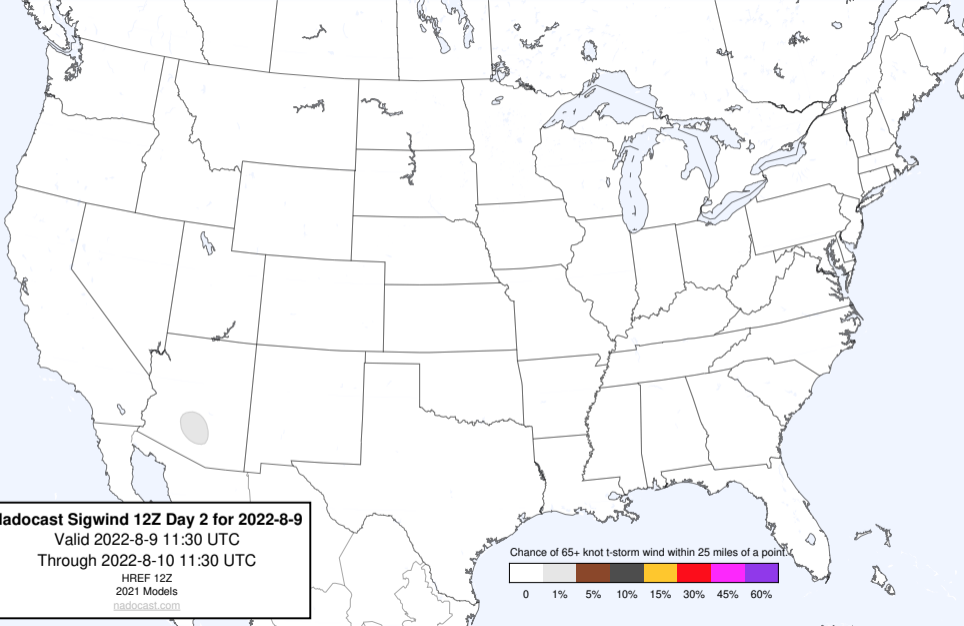 adocast Sigwind 12Z Day 2 for 2022-8-9
Valid 2022-8-9 11:30 UTC
Through 2022-8-10 11:30 UTC
HREF 12Z
2021 Models
nadocast.com
Chance of 65+ knot t-storm wind within 25 miles of a point.
0 1% 5% 10% 15% 30% 45% 60%